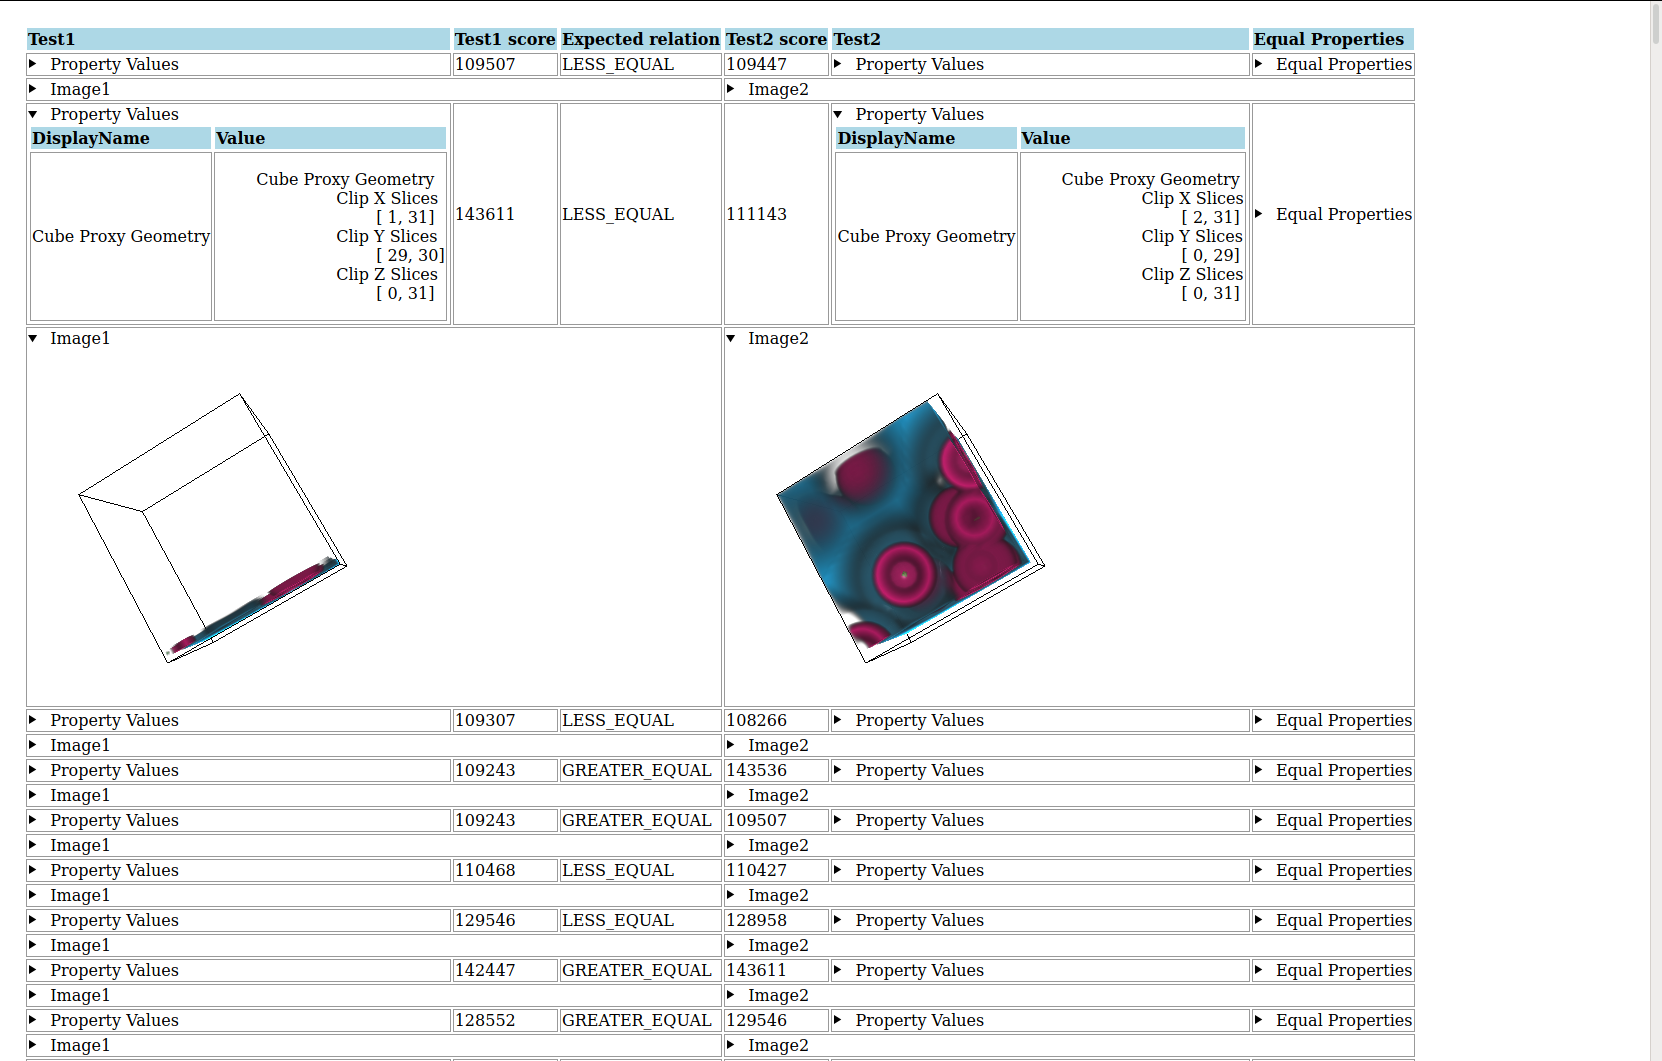 Test1 Test1 score Expected relation Test2 score Test2 Equal Properties
Property Values 109507 LESS_EQUAL 109447 Property Values Equal Properties
Image1 Image2
Property Values Property Values
DisplayName Value DisplayName Value
Cube Proxy Geometry Cube Proxy Geometry
Clip X Slices Clip X Slices
[ 1, 31] [ 2, 31]
143611 LESS_EQUAL 111143 Equal Properties
Cube Proxy Geometry Clip Y Slices Cube Proxy Geometry Clip Y Slices
[ 29, 30] [ 0, 29]
Clip Z Slices Clip Z Slices
[ 0, 31] [ 0, 31]
Image1 Image2
Property Values 109307 LESS_EQUAL 108266 Property Values Equal Properties
Image1 Image2
Property Values 109243 GREATER_EQUAL 143536 Property Values Equal Properties
Image1 Image2
Property Values 109243 GREATER_EQUAL 109507 Property Values Equal Properties
Image1 Image2
Property Values 110468 LESS_EQUAL 110427 Property Values Equal Properties
Image1 Image2
Property Values 129546 LESS_EQUAL 128958 Property Values Equal Properties
Image1 Image2
Property Values 142447 GREATER_EQUAL 143611 Property Values Equal Properties
Image1 Image2
Property Values 128552 GREATER_EQUAL 129546 Property Values Equal Properties
Image1 Image2